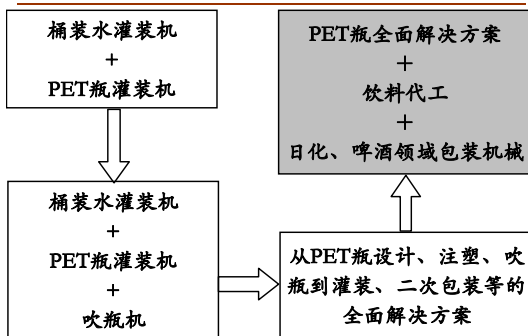 桶装水灌装机
+
PET瓶灌装机
桶装水灌装机
+
PET瓶灌装机
+
吹瓶机
从PET瓶设计、注塑、吹
瓶到灌装、二次包装等的
全面解决方案
PET瓶全面解决方案
+
饮料代工
+
日化、啤酒领域包装机械